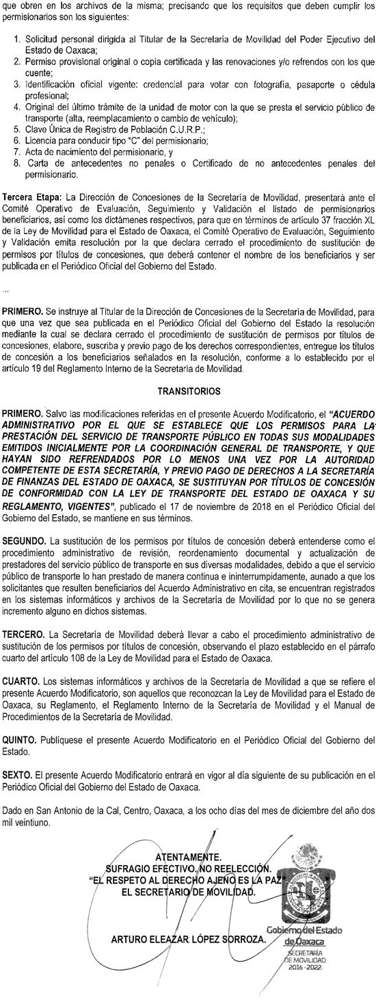 que obren en los archivos de la misma; precisando que los requisitos que deben cumplir los
permisionarios son los siguientes:
1. Solicitud personal dirigida al Titular de la Secretaría de Movilidad del Poder Ejecutivo del
Estado de Oaxaca;
2. Permiso provisional original o copia certificada y las renovaciones y/o refrendos con los que
cuente;
3. Identificación oficial vigente: credencial para votar con fotografía, pasaporte o cédula
profesional;
4. Original del último trámite de la unidad de motor con la que se presta el servicio público de
transporte (alta, reemplacamiento o cambio de vehículo);
5. Clave Única de Registro de Población C.U.R.P.;
6. Licencia para conducir tipo "C" del permisionario;
7. Acta de nacimiento del permisionario, y
8. Carta de antecedentes no penales o Certificado de no antecedentes penales del
permisionario.
Tercera Etapa: La Dirección de Concesiones de la Secretaría de Movilidad, presentará ante el
Comité Operativo de Evaluación, Seguimiento y Validación el listado de permisionarios
beneficiarios, así como los dictámenes respectivos, para que en términos de artículo 37 fracción XL
de la Ley de Movilidad para el Estado de Oaxaca, el Comité Operativo de Evaluación, Seguimiento
y Validación emita resolución por la que declara cerrado el procedimiento de sustitución de
permisos por títulos de concesiones, que deberá contener el nombre de los beneficiarios y ser
publicada en el Periódico Oficial del Gobierno del Estado.
...
PRIMERO. Se instruye al Titular de la Dirección de Concesiones de la Secretaría de Movilidad, para
que una vez que sea publicada en el Periódico Oficial del Gobierno del Estado la resolución
mediante la cual se declara cerrado el procedimiento de sustitución de permisos por títulos de
concesiones, elabore, suscriba y previo pago de los derechos correspondientes, entregue los títulos
de concesión a los beneficiarios señalados en la resolución, conforme a lo establecido por el
artículo 19 del Reglamento Interno de la Secretaría de Movilidad.
TRANSITORIOS
PRIMERO. Salvo las modificaciones referidas en el presente Acuerdo Modificatorio, el "ACUERDO
ADMINISTRATIVO POR EL QUE SE ESTABLECE QUE LOS PERMISOS PARA LA
PRESTACIÓN DEL SERVICIO DE TRANSPORTE PÚBLICO EN TODAS SUS MODALIDADES
EMITIDOS INICIALMENTE POR LA COORDINACIÓN GENERAL DE TRANSPORTE, Y QUE
HAYAN SIDO REFRENDADOS POR LO MENOS UNA VEZ POR LA AUTORIDAD
COMPETENTE DE ESTA SECRETARÍA, Y PREVIO PAGO DE DERECHOS A LA SECRETARÍA
DE FINANZAS DEL ESTADO DE OAXACA, SE SUSTITUYAN POR TÍTULOS DE CONCESIÓN
DE CONFORMIDAD CON LA LEY DE TRANSPORTE DEL ESTADO DE OAXACA Y SU
REGLAMENTO, VIGENTES", publicado el 17 de noviembre de 2018 en el Periódico Oficial del
Gobierno del Estado, se mantiene en sus términos.
SEGUNDO. La sustitución de los permisos por títulos de concesión deberá entenderse como el
procedimiento administrativo de revisión, reordenamiento documental y actualización de
prestadores del servicio público de transporte en sus diversas modalidades, debido a que el servicio
público de transporte lo han prestado de manera continua e ininterrumpidamente, aunado a que los
solicitantes que resulten beneficiarios del Acuerdo Administrativo en cita, se encuentran registrados
en los sistemas informáticos y archivos de la Secretaría de Movilidad por lo que no se genera
incremento alguno en dichos sistemas.
TERCERO. La Secretaría de Movilidad deberá llevar a cabo el procedimiento administrativo de
sustitución de los permisos por títulos de concesión, observando el plazo establecido en el párrafo
cuarto del artículo 108 de la Ley de Movilidad para el Estado de Oaxaca.
CUARTO. Los sistemas informáticos y archivos de la Secretaría de Movilidad a que se refiere el
presente Acuerdo Modificatorio, son aquellos que reconozcan la Ley de Movilidad para el Estado de
Oaxaca, su Reglamento, el Reglamento Interno de la Secretaría de Movilidad y el Manual de
Procedimientos de la Secretaría de Movilidad.
QUINTO. Publíquese el presente Acuerdo Modificatorio en el Periódico Oficial del Gobierno del
Estado.
SEXTO. El presente Acuerdo Modificatorio entrará en vigor al día siguiente de su publicación en el
Periódico Oficial del Gobierno del Estado de Oaxaca.
Dado en San Antonio de la Cal, Centro, Oaxaca, a los ocho días del mes de diciembre del año dos
mil veintiuno.
ATENTAMENTE.
SUFRAGIO EFECTIVO. NO REELECCIÓN.
"EL RESPETO AL DERECHO AJENO ES LA PAZ".
EL SECRETARIO DE MOVILIDAD.
ARTURO ELEAZAR LÓPEZ SORROZA.
Gobierno del Estado
de Oaxaca
SECRETARÍA
DE MOVILIDAD
2016-2022